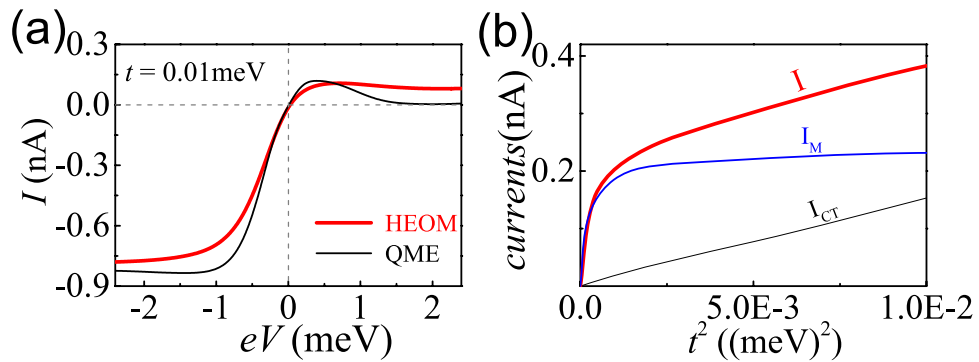 (a)
0.3
0.0
-0.3
-0.6
-0.9
I (nA)
t = 0.01meV
HEOM
QME
-2 -1 0 1 2
eV (meV)
(b)
0.4
0.2
0.0
currents(nA)
I
I_M
I_CT
5.0E-3 1.0E-2
t² ((meV)²)